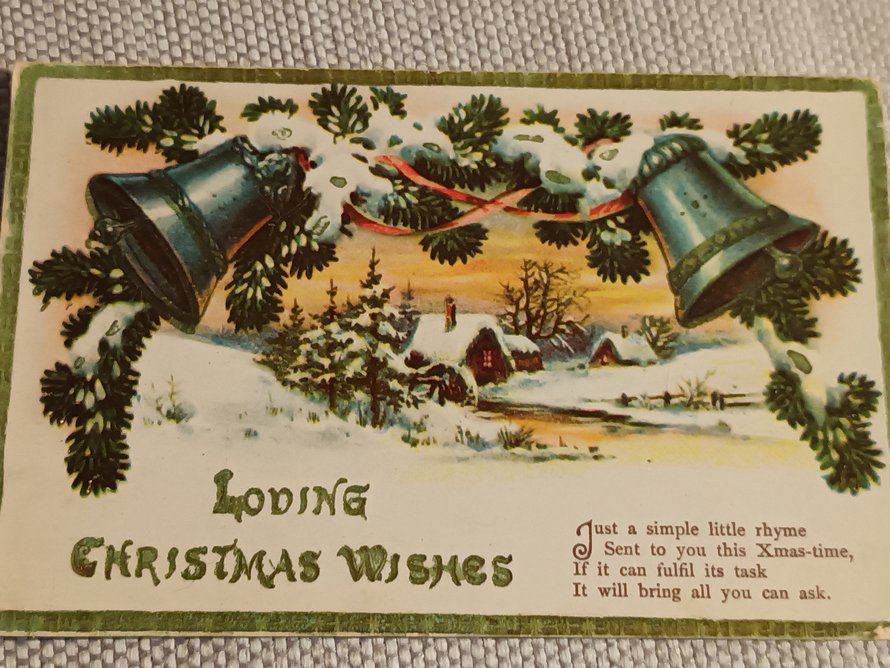 Loving
Christmas Wishes
Just a simple little rhyme
Sent to you this Xmas-time,
If it can fulfil its task
It will bring all you can ask.